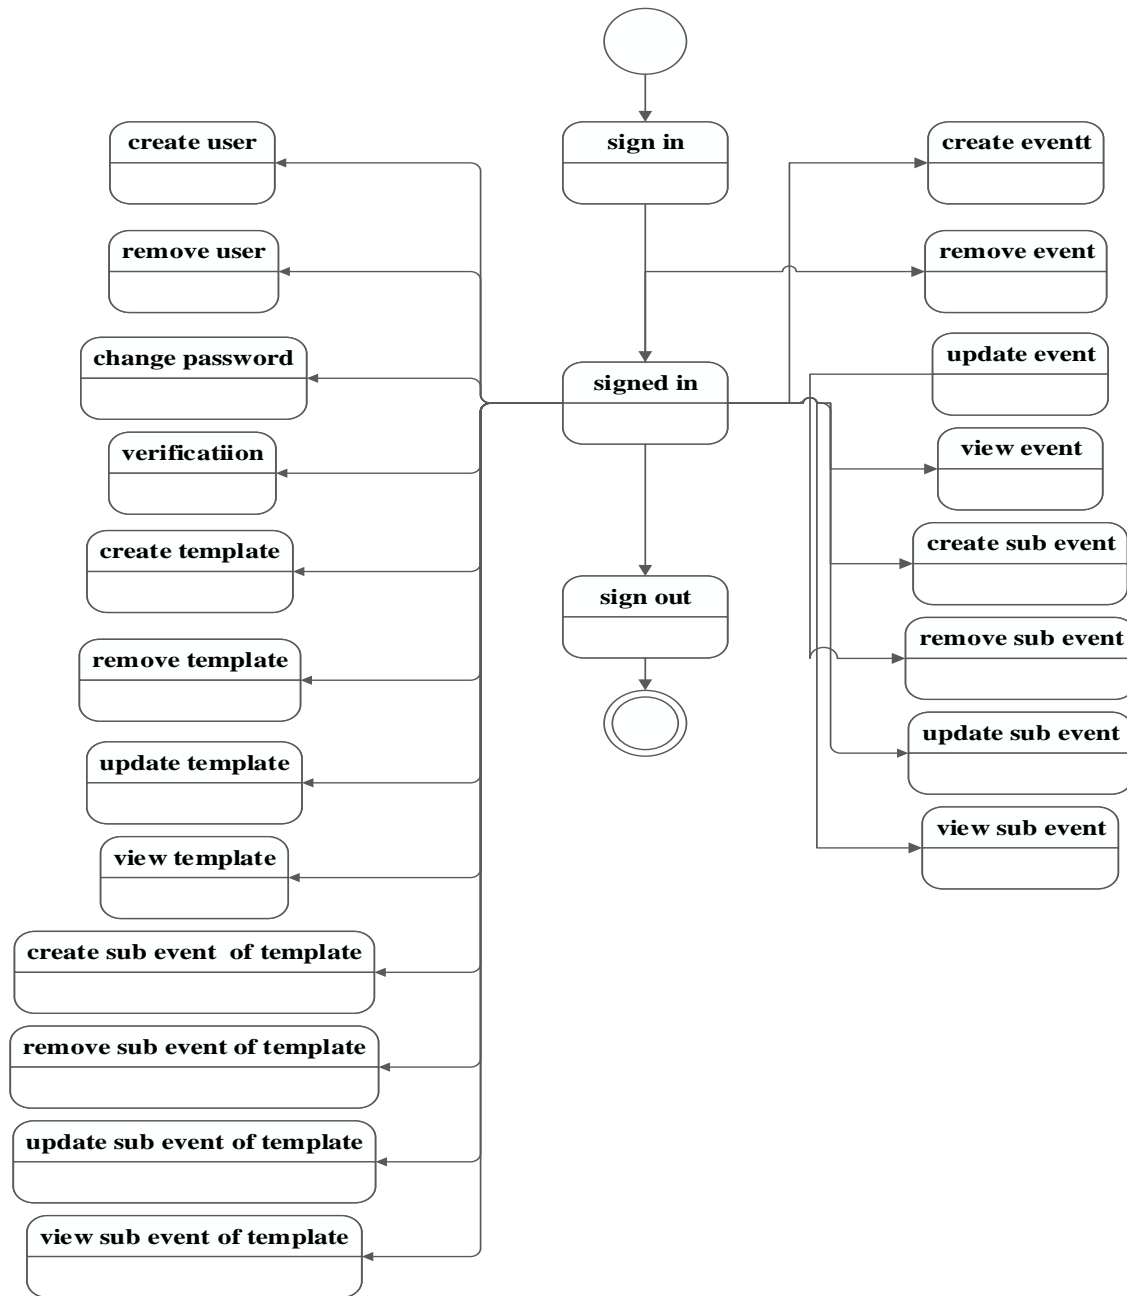 create user
sign in
create eventt
remove user
remove event
change password
signed in
update event
verificatiion
view event
create template
create sub event
sign out
remove template
remove sub event
update template
update sub event
view template
view sub event
create sub event  of template
remove sub event of template
update sub event of template
view sub event of template